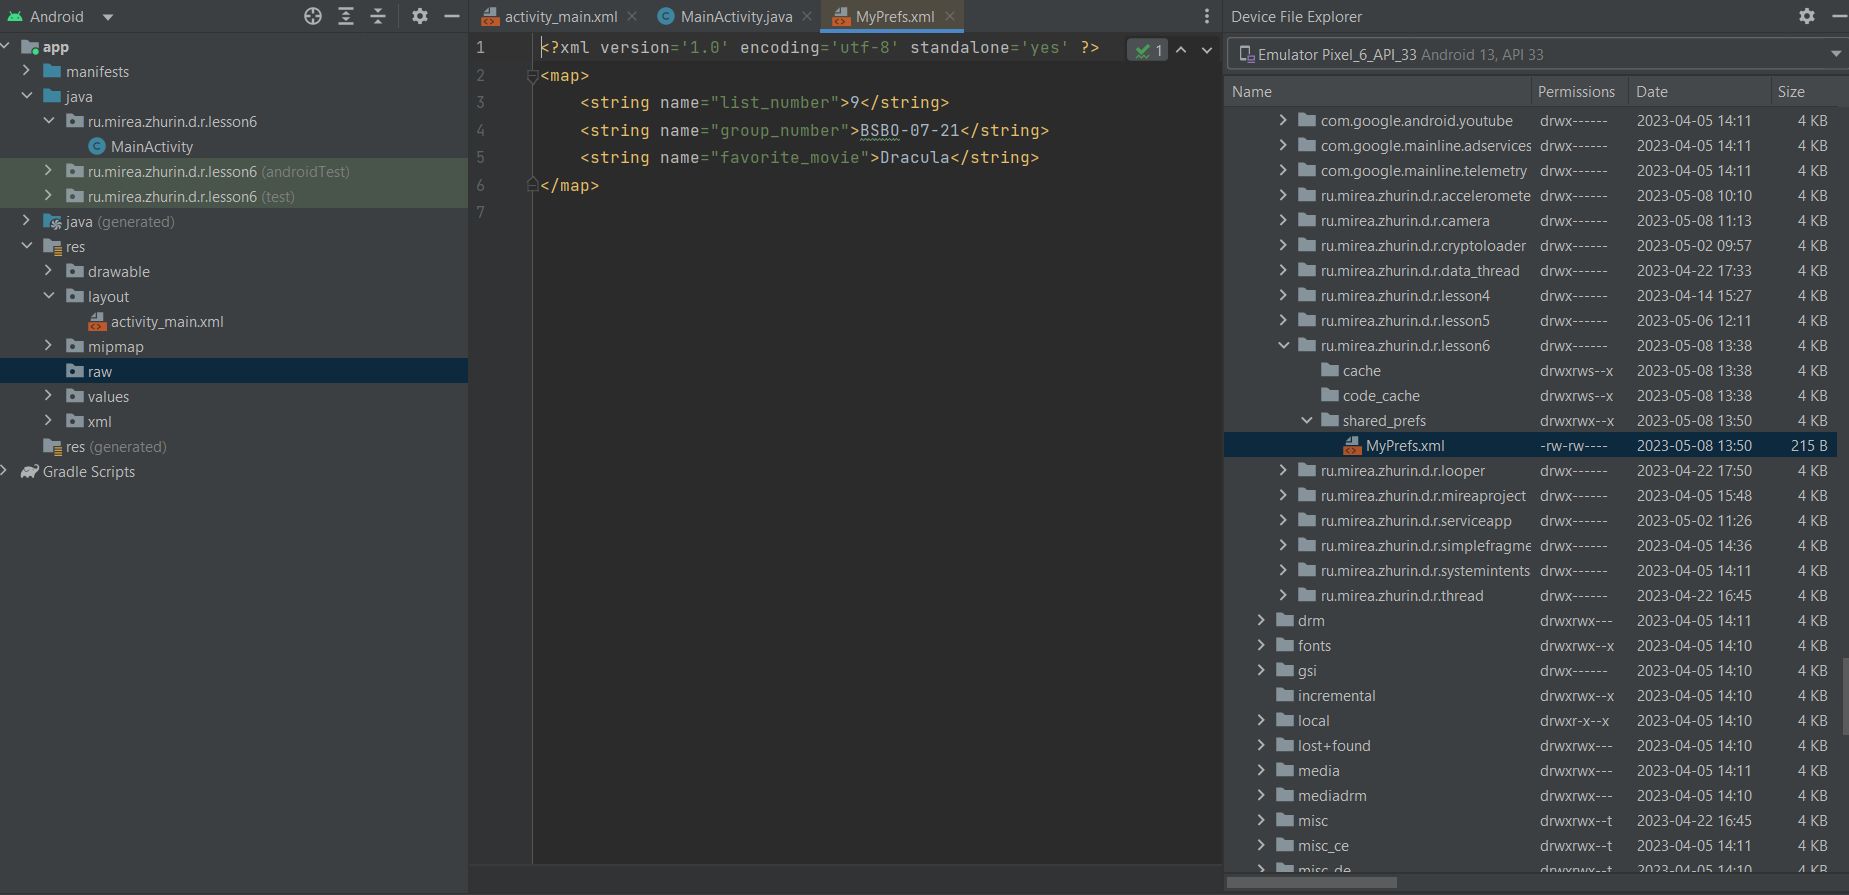 Android
app
manifests
java
ru.mirea.zhurin.d.r.lesson6
MainActivity
ru.mirea.zhurin.d.r.lesson6 (androidTest)
ru.mirea.zhurin.d.r.lesson6 (test)
java (generated)
res
drawable
layout
activity_main.xml
mipmap
raw
values
xml
res (generated)
Gradle Scripts
activity_main.xml
MainActivity.java
MyPrefs.xml
1 <?xml version='1.0' encoding='utf-8' standalone='yes' ?>
1
2 <map>
3 <string name="list_number">9</string>
4 <string name="group_number">BSBO-07-21</string>
5 <string name="favorite_movie">Dracula</string>
6 </map>
7
Device File Explorer
Emulator Pixel_6_API_33 Android 13, API 33
Name Permissions Date Size
com.google.android.youtube drwx------ 2023-04-05 14:11 4 KB
com.google.mainline.adservices drwx------ 2023-04-05 14:11 4 KB
com.google.mainline.telemetry drwx------ 2023-04-05 14:11 4 KB
ru.mirea.zhurin.d.r.acceleromete drwx------ 2023-05-08 10:10 4 KB
ru.mirea.zhurin.d.r.camera drwx------ 2023-05-08 11:13 4 KB
ru.mirea.zhurin.d.r.cryptoloader drwx------ 2023-05-02 09:57 4 KB
ru.mirea.zhurin.d.r.data_thread drwx------ 2023-04-22 17:33 4 KB
ru.mirea.zhurin.d.r.lesson4 drwx------ 2023-04-14 15:27 4 KB
ru.mirea.zhurin.d.r.lesson5 drwx------ 2023-05-06 12:11 4 KB
ru.mirea.zhurin.d.r.lesson6 drwx------ 2023-05-08 13:38 4 KB
cache drwxrws--x 2023-05-08 13:38 4 KB
code_cache drwxrws--x 2023-05-08 13:38 4 KB
shared_prefs drwxrwx--x 2023-05-08 13:50 4 KB
MyPrefs.xml -rw-rw---- 2023-05-08 13:50 215 B
ru.mirea.zhurin.d.r.looper drwx------ 2023-04-22 17:50 4 KB
ru.mirea.zhurin.d.r.mireaproject drwx------ 2023-04-05 15:48 4 KB
ru.mirea.zhurin.d.r.serviceapp drwx------ 2023-05-02 11:26 4 KB
ru.mirea.zhurin.d.r.simplefragme drwx------ 2023-04-05 14:36 4 KB
ru.mirea.zhurin.d.r.systemintents drwx------ 2023-04-05 14:11 4 KB
ru.mirea.zhurin.d.r.thread drwx------ 2023-04-22 16:45 4 KB
drm drwxrwx--- 2023-04-05 14:11 4 KB
fonts drwxrwx--x 2023-04-05 14:10 4 KB
gsi drwx------ 2023-04-05 14:10 4 KB
incremental drwxrwx--x 2023-04-05 14:10 4 KB
local drwxr-x--x 2023-04-05 14:10 4 KB
lost+found drwxrwx--- 2023-04-05 14:10 4 KB
media drwxrwx--- 2023-04-05 14:11 4 KB
mediadrm drwxrwx--- 2023-04-05 14:10 4 KB
misc drwxrwx--t 2023-04-22 16:45 4 KB
misc_ce drwxrwx--t 2023-04-05 14:11 4 KB
misc_de drwxrwx--t 2023-04-05 14:10 4 KB